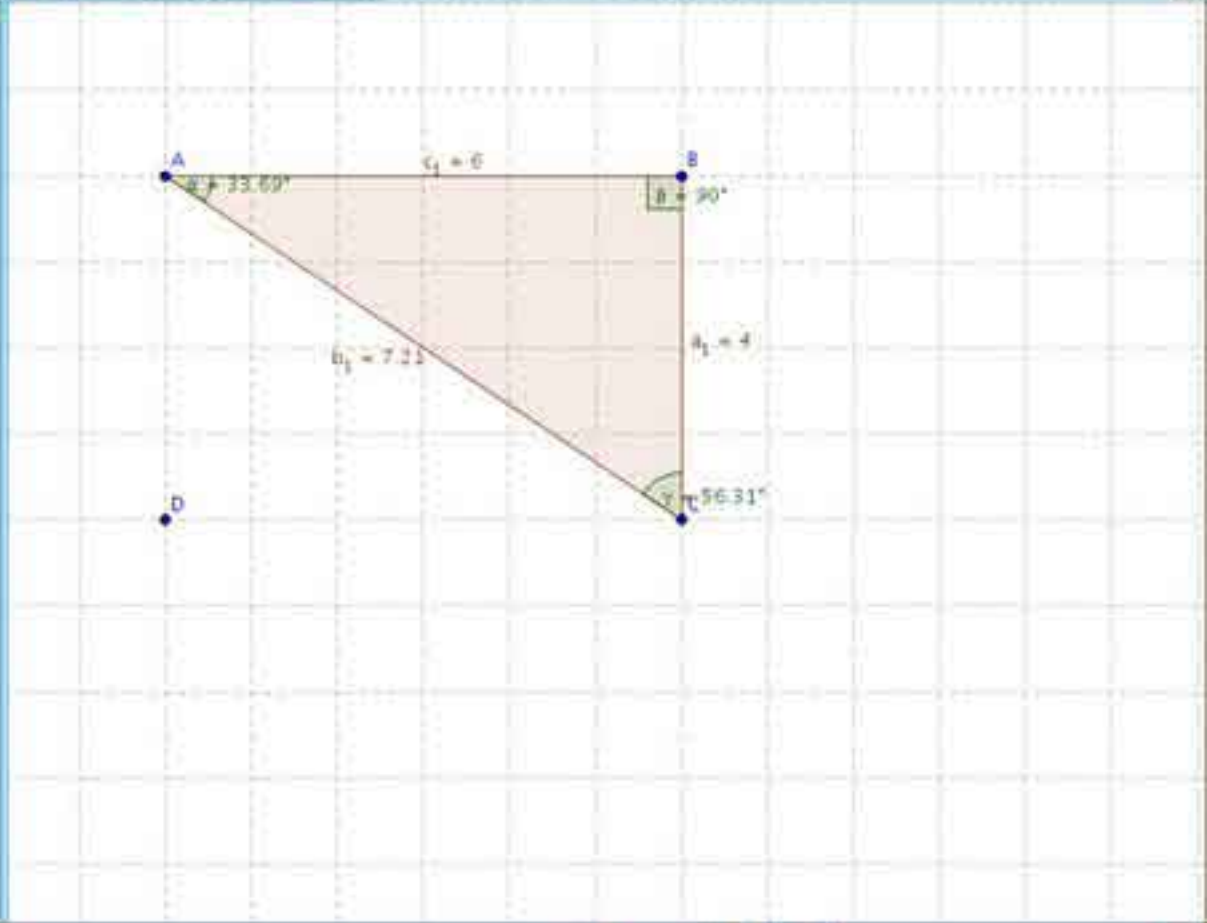 A
c₁ = 6
B
α = 33.69°
β = 90°
a₁ = 4
b₁ = 7.21
D
γ = 56.31°
C